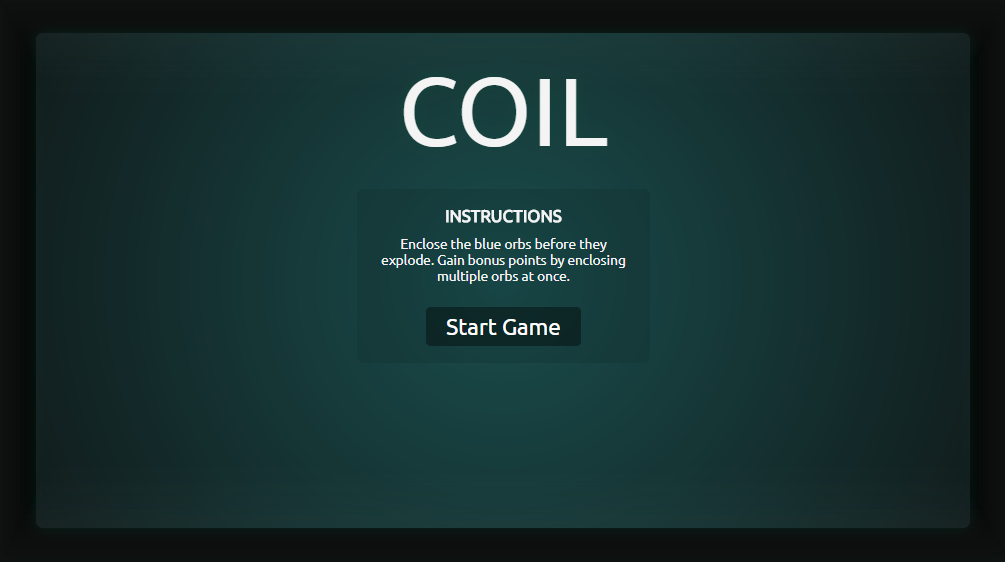 COIL
INSTRUCTIONS
Enclose the blue orbs before they
explode. Gain bonus points by enclosing
multiple orbs at once.
Start Game